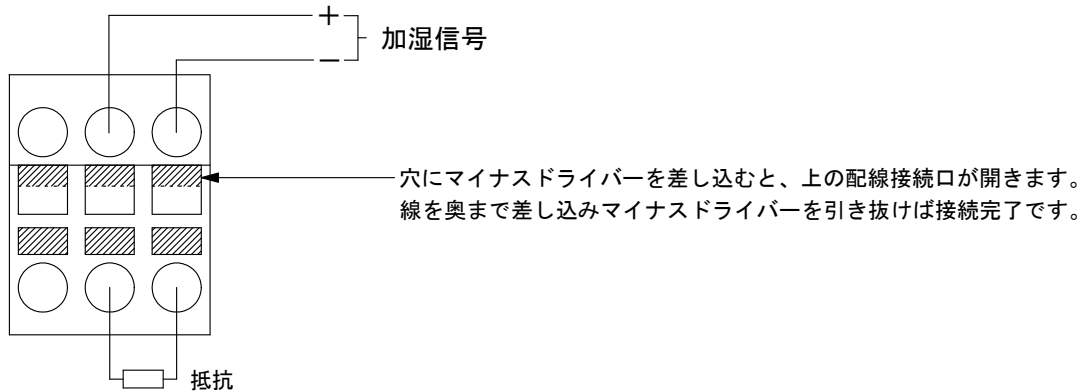 +
加湿信号
−
穴にマイナスドライバーを差し込むと、上の配線接続口が開きます。
線を奥まで差し込みマイナスドライバーを引き抜けば接続完了です。
抵抗